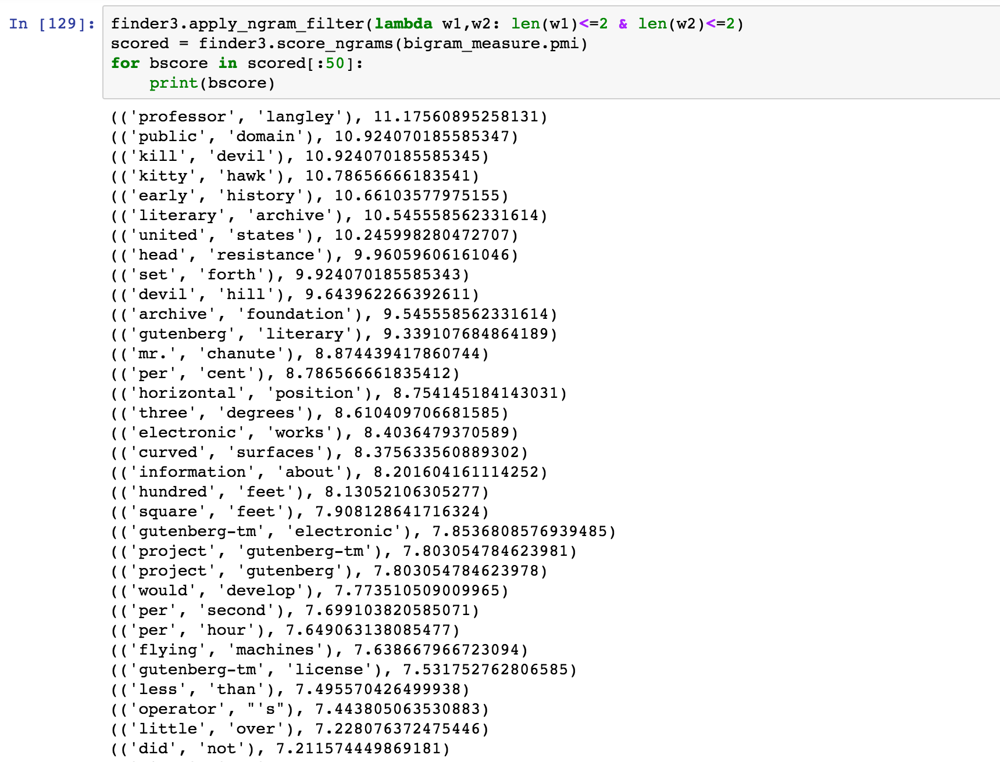 In [129]: finder3.apply_ngram_filter(lambda w1,w2: len(w1)<=2 & len(w2)<=2)
scored = finder3.score_ngrams(bigram_measure.pmi)
for bscore in scored[:50]:
    print(bscore)
(('professor', 'langley'), 11.17560895258131)
(('public', 'domain'), 10.924070185585347)
(('kill', 'devil'), 10.924070185585345)
(('kitty', 'hawk'), 10.78656666183541)
(('early', 'history'), 10.66103577975155)
(('literary', 'archive'), 10.545558562331614)
(('united', 'states'), 10.245998280472707)
(('head', 'resistance'), 9.96059606161046)
(('set', 'forth'), 9.924070185585343)
(('devil', 'hill'), 9.643962266392611)
(('archive', 'foundation'), 9.545558562331614)
(('gutenberg', 'literary'), 9.339107684864189)
(('mr.', 'chanute'), 8.874439417860744)
(('per', 'cent'), 8.786566661835412)
(('horizontal', 'position'), 8.754145184143031)
(('three', 'degrees'), 8.610409706681585)
(('electronic', 'works'), 8.4036479370589)
(('curved', 'surfaces'), 8.375633560889302)
(('information', 'about'), 8.201604161114252)
(('hundred', 'feet'), 8.13052106305277)
(('square', 'feet'), 7.908128641716324)
(('gutenberg-tm', 'electronic'), 7.8536808576939485)
(('project', 'gutenberg-tm'), 7.803054784623981)
(('project', 'gutenberg'), 7.803054784623978)
(('would', 'develop'), 7.773510509009965)
(('per', 'second'), 7.699103820585071)
(('per', 'hour'), 7.649063138085477)
(('flying', 'machines'), 7.638667966723094)
(('gutenberg-tm', 'license'), 7.531752762806585)
(('less', 'than'), 7.495570426499938)
(('operator', "'s"), 7.443805063530883)
(('little', 'over'), 7.228076372475446)
(('did', 'not'), 7.211574449869181)